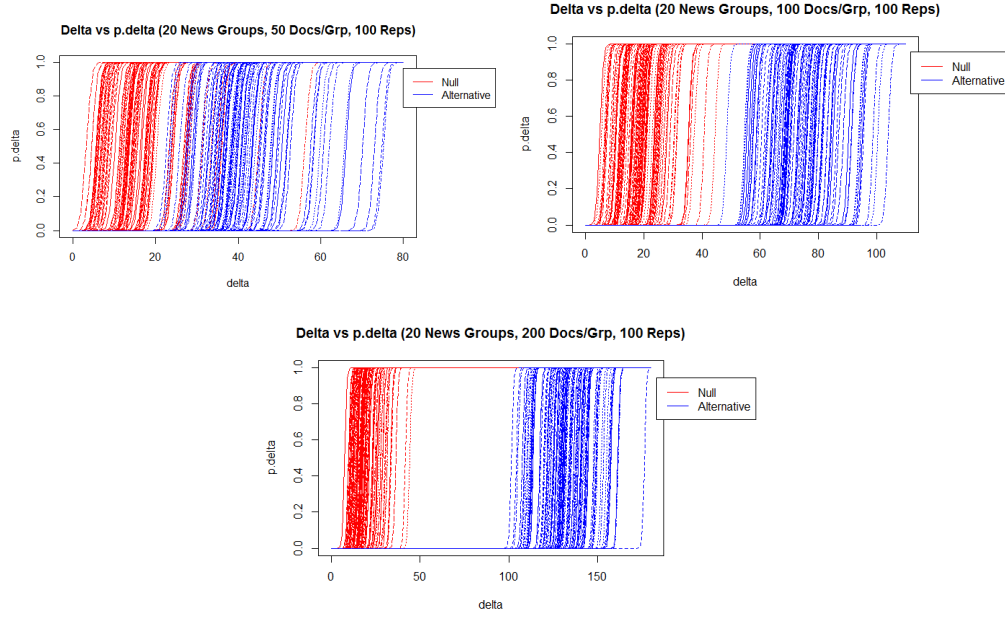 Delta vs p.delta (20 News Groups, 50 Docs/Grp, 100 Reps)
p.delta
0.0 0.2 0.4 0.6 0.8 1.0
Null
Alternative
0 20 40 60 80
delta
Delta vs p.delta (20 News Groups, 100 Docs/Grp, 100 Reps)
p.delta
0.0 0.2 0.4 0.6 0.8 1.0
Null
Alternative
0 20 40 60 80 100
delta
Delta vs p.delta (20 News Groups, 200 Docs/Grp, 100 Reps)
p.delta
0.0 0.2 0.4 0.6 0.8 1.0
Null
Alternative
0 50 100 150
delta